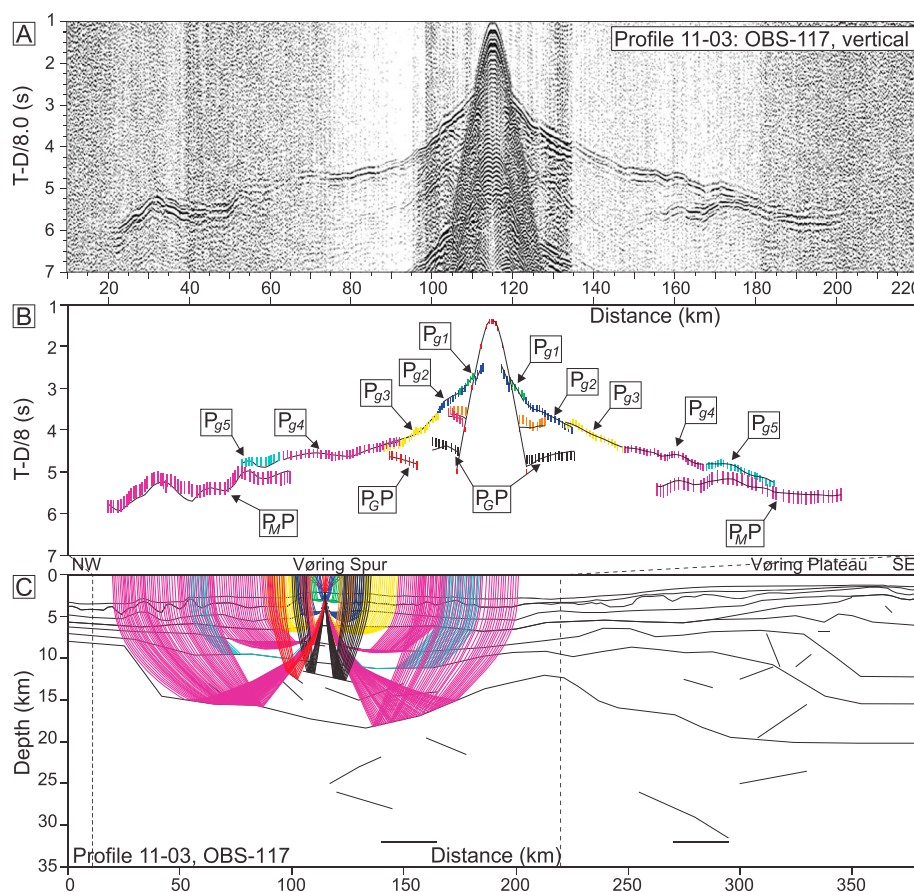 A
Profile 11-03: OBS-117, vertical
T-D/8.0 (s)
1
2
3
4
5
6
7
20 40 60 80 100 120 140 160 180 200 220
B
Distance (km)
T-D/8 (s)
1
2
3
4
5
6
7
Pg1 Pg1
Pg2 Pg2
Pg3 Pg3
Pg5 Pg4 Pg4 Pg5
PMP PGP PGP PMP
NW Vøring Spur Vøring Plateau SE
C
Depth (km)
0
5
10
15
20
25
30
35
Profile 11-03, OBS-117 Distance (km)
0 50 100 150 200 250 300 350